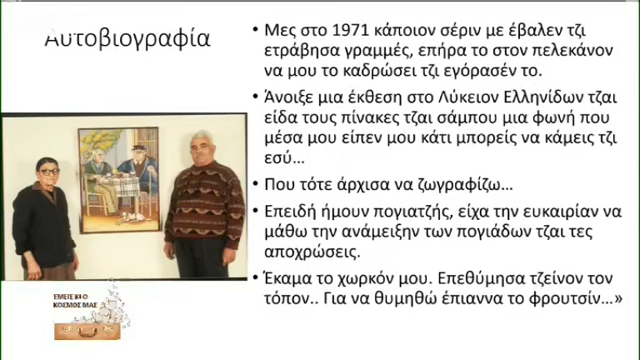 Αυτοβιογραφία
• Μες στο 1971 κάποιον σέριν με έβαλεν τζι
ετράβησα γραμμές, επήρα το στον πελεκάνον
να μου το καδρώσει τζι εγόρασέν το.
• Άνοιξε μια έκθεση στο Λύκειον Ελληνίδων τζαι
είδα τους πίνακες τζαι σάμπου μια φωνή που
μέσα μου είπεν μου κάτι μπορείς να κάμεις τζι
εσύ…
• Που τότε άρχισα να ζωγραφίζω…
• Επειδή ήμουν πογιατζής, είχα την ευκαιρίαν να
μάθω την ανάμειξην των πογιάδων τζαι τες
αποχρώσεις.
• Έκαμα το χωρκόν μου. Επεθύμησα τζείνον τον
τόπον.. Για να θυμηθώ έπιαννα το φρουτσίν…»
ΕΜΕΙΣ ΚΙ Ο
ΚΟΣΜΟΣ ΜΑΣ